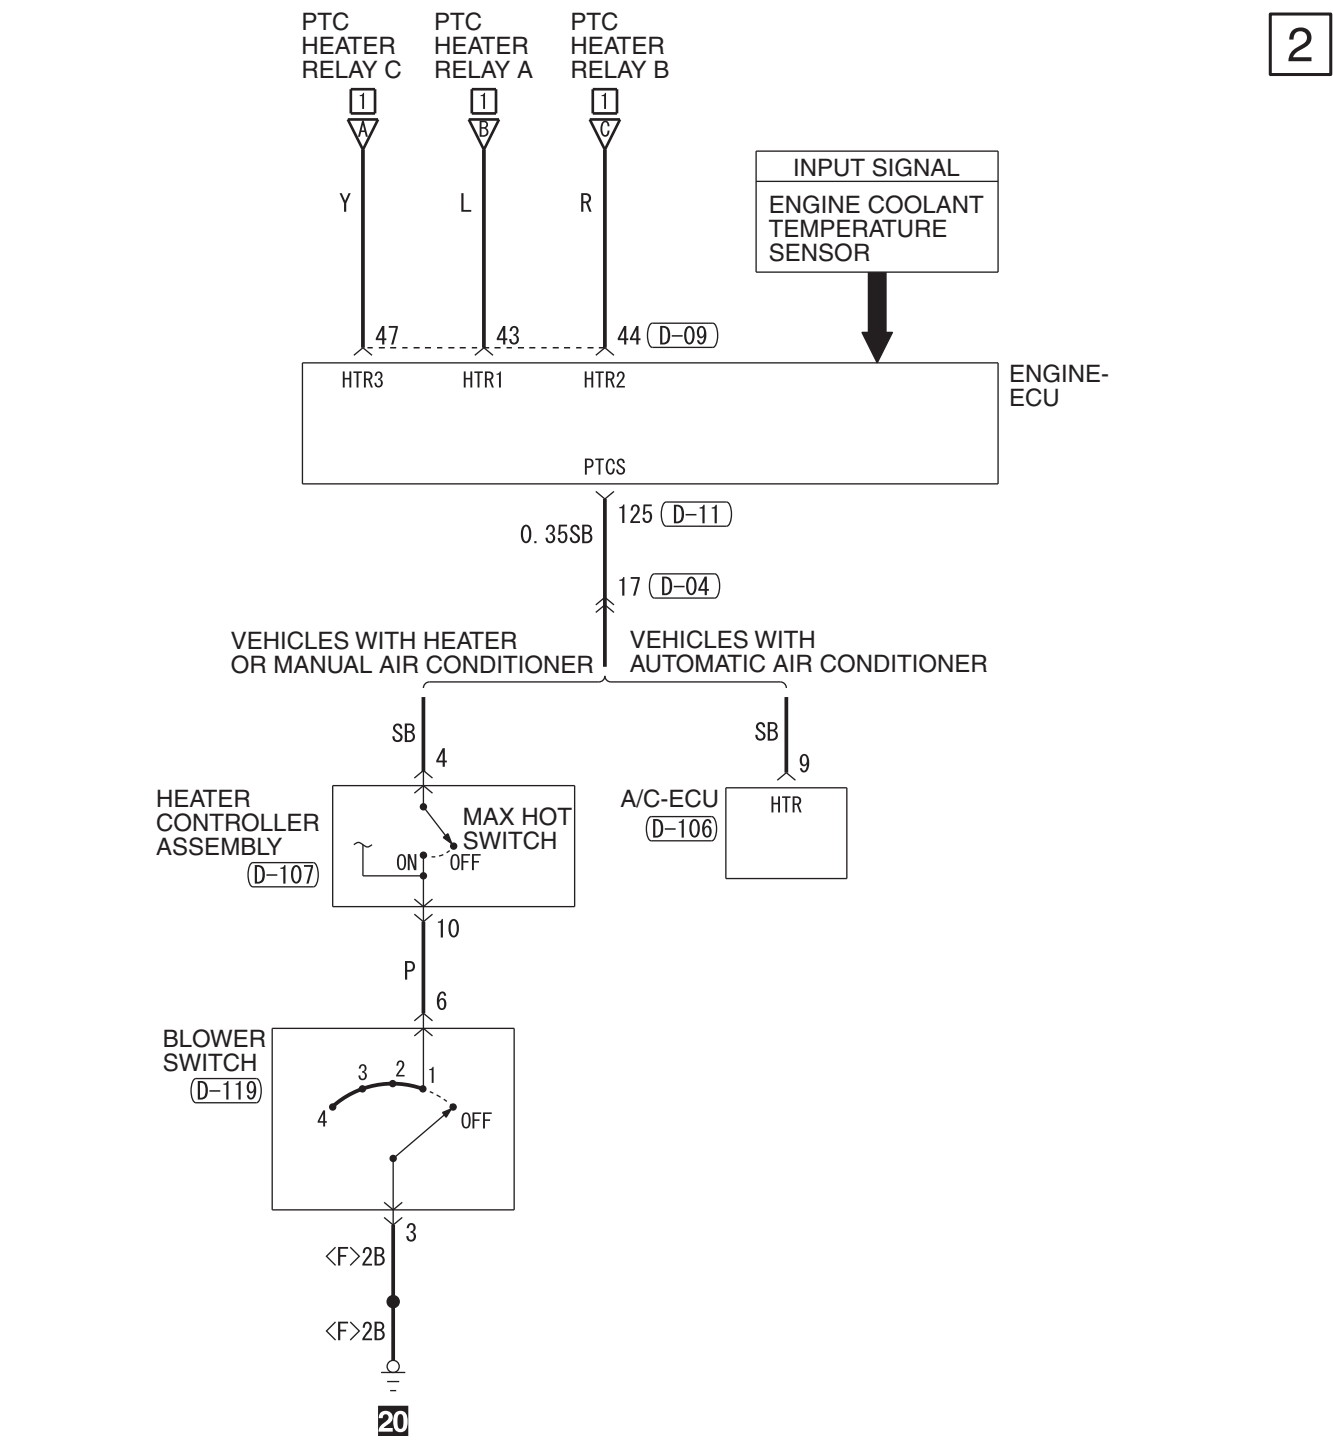 PTC
HEATER
RELAY C
PTC
HEATER
RELAY A
PTC
HEATER
RELAY B
2
1
1
1
A
B
C
INPUT SIGNAL
ENGINE COOLANT
TEMPERATURE
SENSOR
Y
L
R
47
43
44
D-09
HTR3
HTR1
HTR2
ENGINE-
ECU
PTCS
125
D-11
0. 35SB
17
D-04
VEHICLES WITH HEATER
OR MANUAL AIR CONDITIONER
VEHICLES WITH
AUTOMATIC AIR CONDITIONER
SB
4
SB
9
HEATER
CONTROLLER
ASSEMBLY
D-107
MAX HOT
SWITCH
ON
OFF
A/C-ECU
D-106
HTR
10
P
6
BLOWER
SWITCH
D-119
4
3
2
1
OFF
3
<F>2B
<F>2B
20